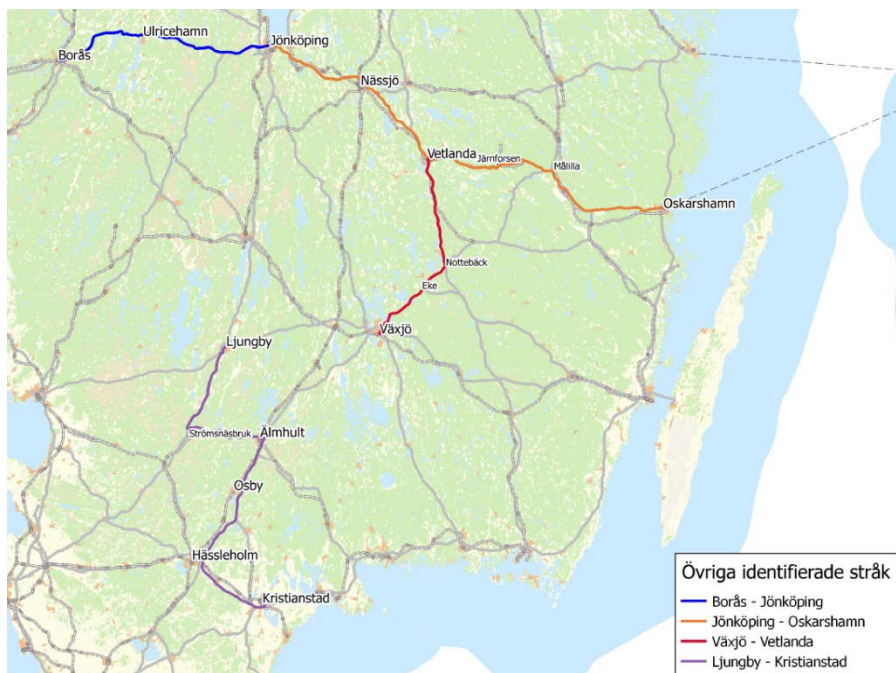 Ulricehamn
Jönköping
Borås
Nässjö
Vetlanda
Järnforsen
Målilla
Oskarshamn
Nottebäck
Eke
Växjö
Ljungby
Strömsnäsbruk
Älmhult
Osby
Hässleholm
Kristianstad
Övriga identifierade stråk
Borås - Jönköping
Jönköping - Oskarshamn
Växjö - Vetlanda
Ljungby - Kristianstad